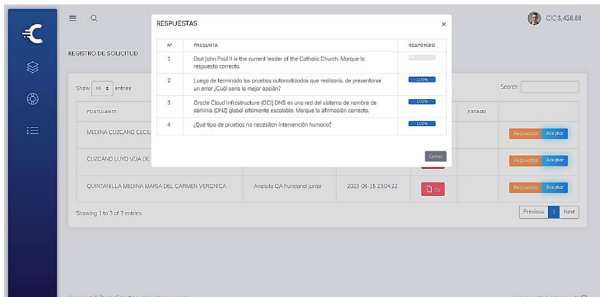 CIC 3,438.88
RESPUESTAS
×
REGISTRO DE SOLICITUD
N° PREGUNTA RESPONDIO
1 Dad John Paul II is the current leader of the Catholic Church. Marque la
respuesta correcta.
2 Luego de terminada las pruebas automatizadas que realizaría, de presentarse
un error ¿Cuál sería la mejor opción?
100%
3 Oracle Cloud Infrastructure (OCI) DNS es una red del sistema de nombre de
dominio (DNS) global altamente escalable. Marque la afirmación correcta.
100%
4 ¿Qué tipo de pruebas no necesitan intervención humana?
100%
Cerrar
Show 10 entries
Search:
POSTULANTE ESTADO
MEDINA CUZCANO CECIL
Respuestas Aceptar
CUZCANO LUYO VDA DE
Respuestas Aceptar
QUINTANILLA MEDINA MARIA DEL CARMEN VERONICA Analista QA Funcional Junior 2023-06-15 23:04:22 CV Respuestas Aceptar
Showing 1 to 3 of 3 entries
Previous 1 Next